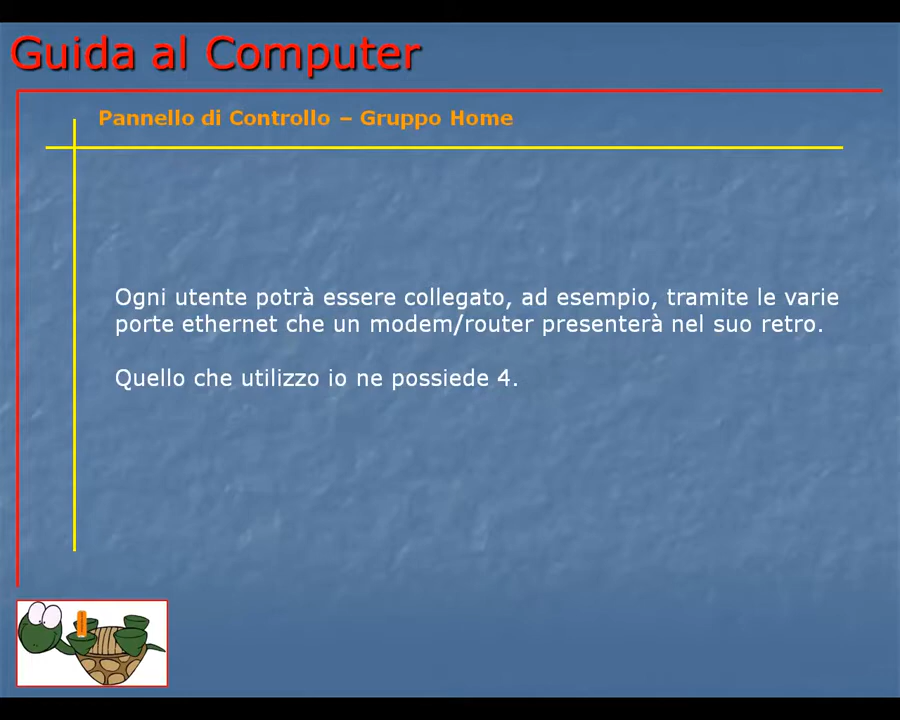 Guida al Computer
Pannello di Controllo – Gruppo Home
Ogni utente potrà essere collegato, ad esempio, tramite le varie
porte ethernet che un modem/router presenterà nel suo retro.
Quello che utilizzo io ne possiede 4.